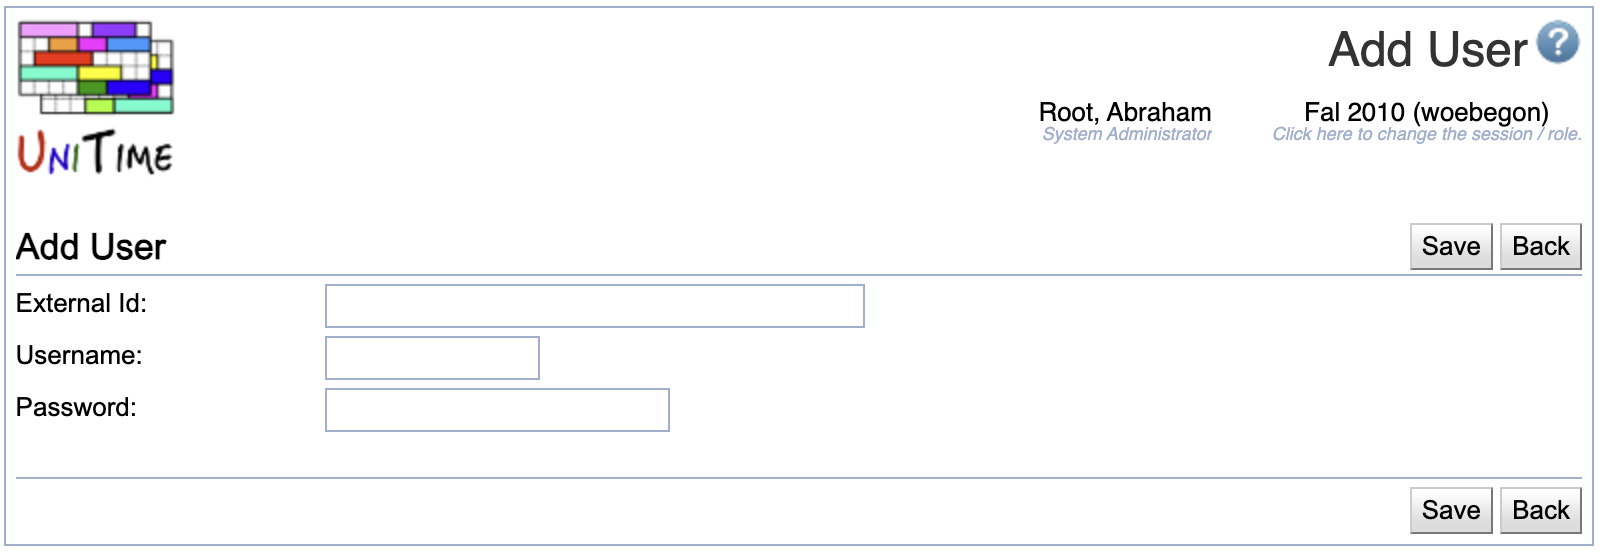 Add User ?
Root, Abraham Fal 2010 (woebegon)
System Administrator Click here to change the session / role.
UNITIME
Add User Save Back
External Id:
Username:
Password:
Save Back